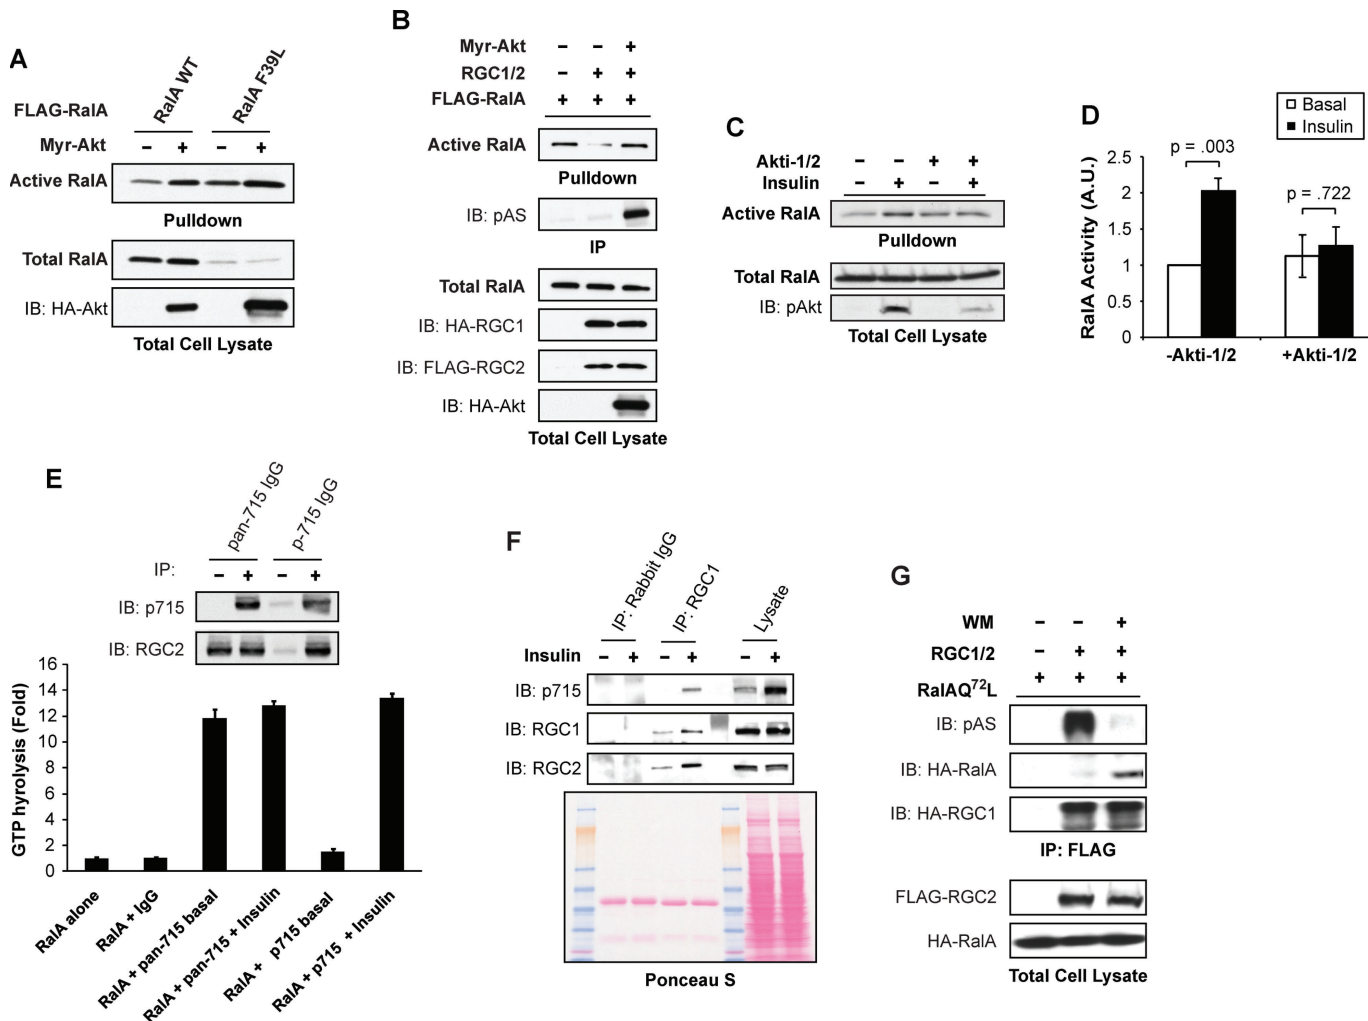 A
RalA WT
RalA F39L
FLAG-RalA
Myr-Akt - + - +
Active RalA
Pulldown
Total RalA
IB: HA-Akt
Total Cell Lysate
B
Myr-Akt - - +
RGC1/2 - + +
FLAG-RalA + + +
Active RalA
Pulldown
IB: pAS
IP
Total RalA
IB: HA-RGC1
IB: FLAG-RGC2
IB: HA-Akt
Total Cell Lysate
C
Akti-1/2 - - + +
Insulin - + - +
Active RalA
Pulldown
Total RalA
IB: pAkt
Total Cell Lysate
D
Basal
Insulin
p = .003
p = .722
RalA Activity (A.U.)
2.5
2
1.5
1
0.5
0
-Akti-1/2
+Akti-1/2
E
pan-715 IgG
p-715 IgG
IP: - + - +
IB: p715
IB: RGC2
GTP hyrolysis (Fold)
16
14
12
10
8
6
4
2
0
RalA alone
RalA + IgG
RalA + pan-715 basal
RalA + pan-715 + Insulin
RalA + p715 basal
RalA + p715 + Insulin
F
IP: Rabbit IgG
IP: RGC1
Lysate
Insulin - + - + - +
IB: p715
IB: RGC1
IB: RGC2
Ponceau S
G
WM - - +
RGC1/2 - + +
RalAQ72L + + +
IB: pAS
IB: HA-RalA
IB: HA-RGC1
IP: FLAG
FLAG-RGC2
HA-RalA
Total Cell Lysate